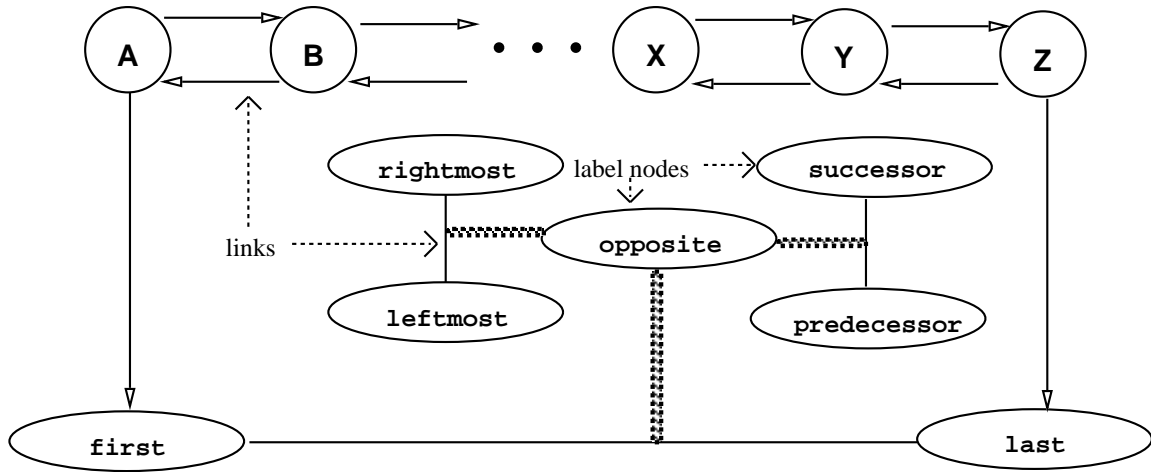 A B • • • X Y Z
rightmost label nodes successor
links opposite
leftmost predecessor
first last